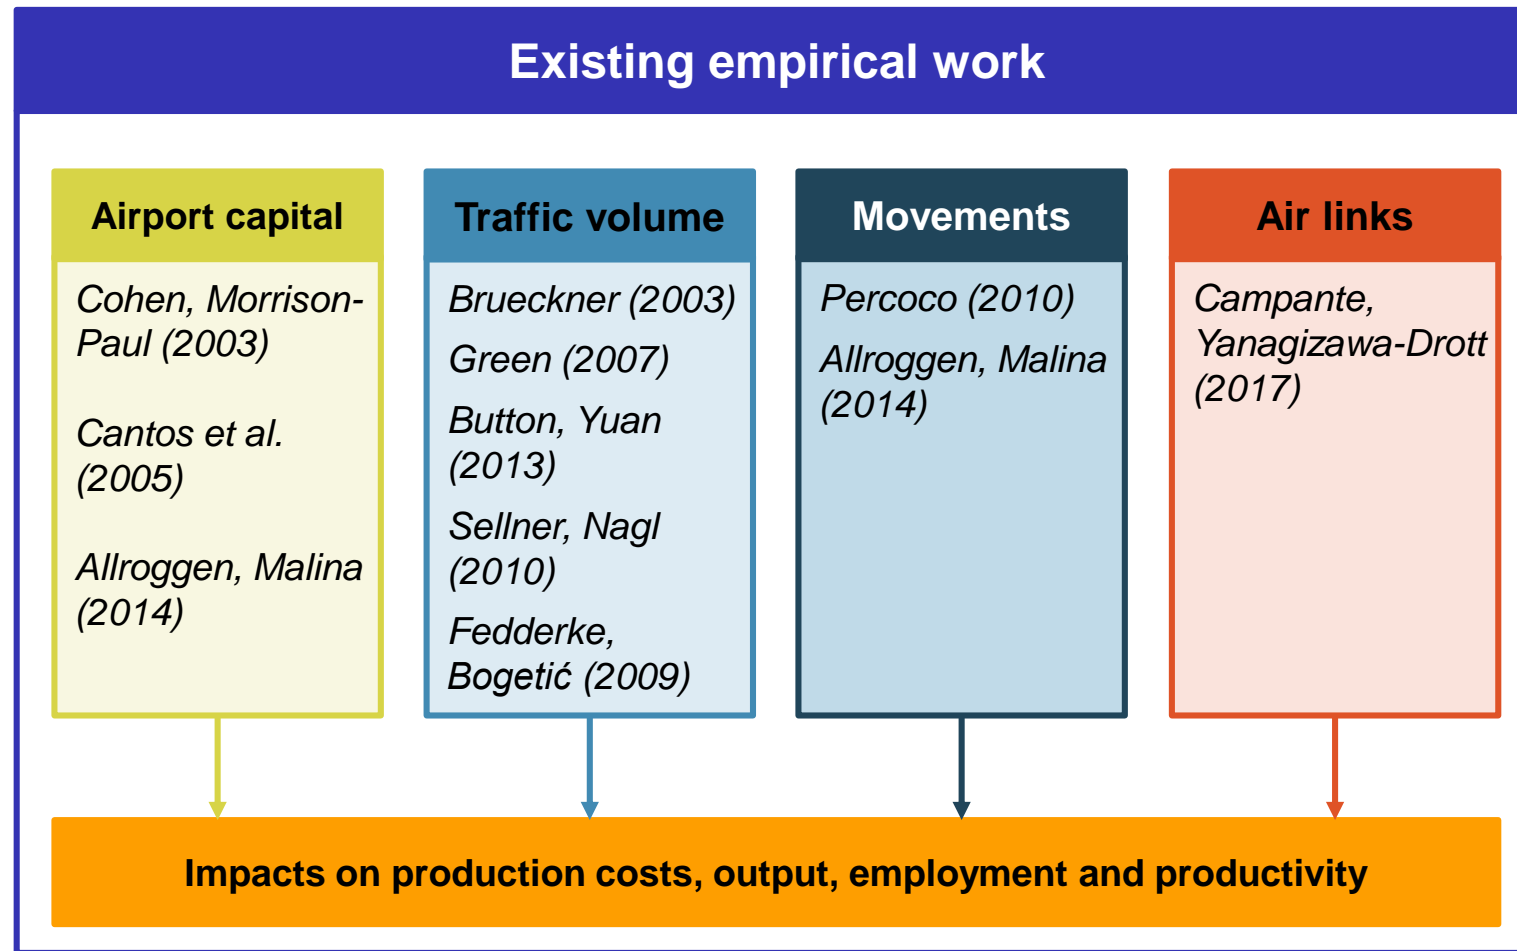 Existing empirical work
Airport capital
Cohen, Morrison-
Paul (2003)
Cantos et al.
(2005)
Allroggen, Malina
(2014)
Traffic volume
Brueckner (2003)
Green (2007)
Button, Yuan
(2013)
Sellner, Nagl
(2010)
Fedderke,
Bogetić (2009)
Movements
Percoco (2010)
Allroggen, Malina
(2014)
Air links
Campante,
Yanagizawa-Drott
(2017)
Impacts on production costs, output, employment and productivity